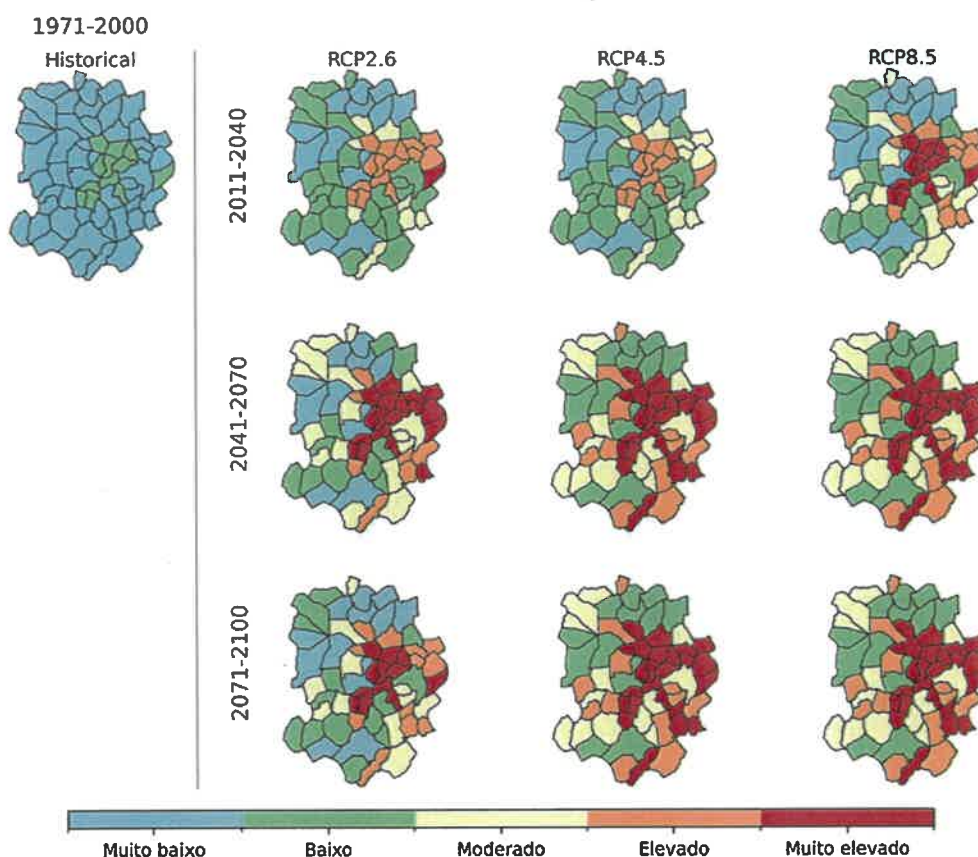 1971-2000
Historical
RCP2.6
RCP4.5
RCP8.5
2011-2040
2041-2070
2071-2100
Muito baixo
Baixo
Moderado
Elevado
Muito elevado